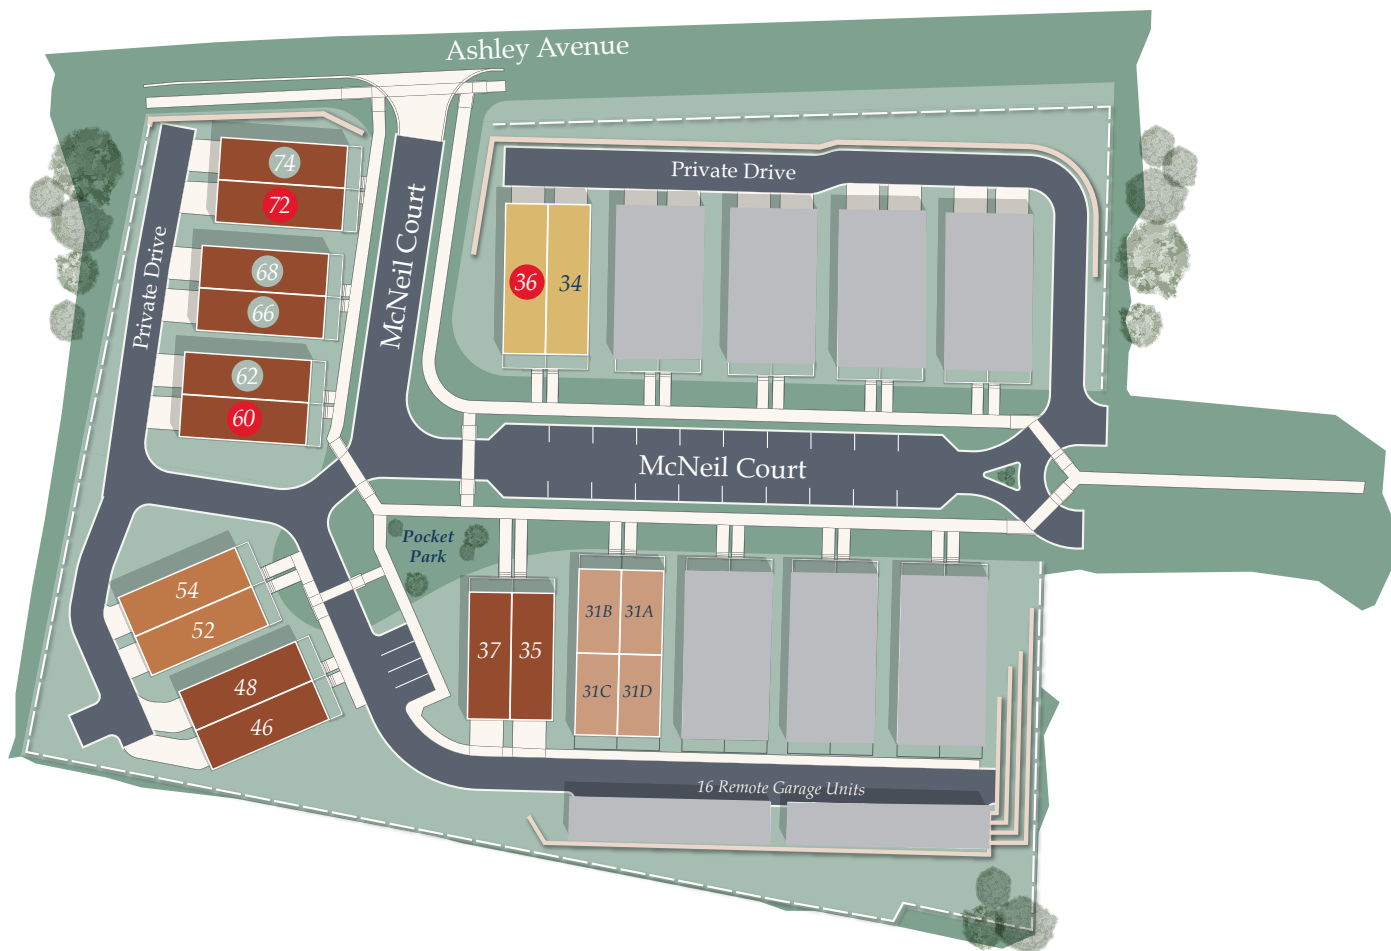 Ashley Avenue
74
72
Private Drive
McNeil Court
Private Drive
68
66
36
34
62
60
McNeil Court
Pocket
Park
54
52
48
46
37
35
31B
31A
31C
31D
16 Remote Garage Units